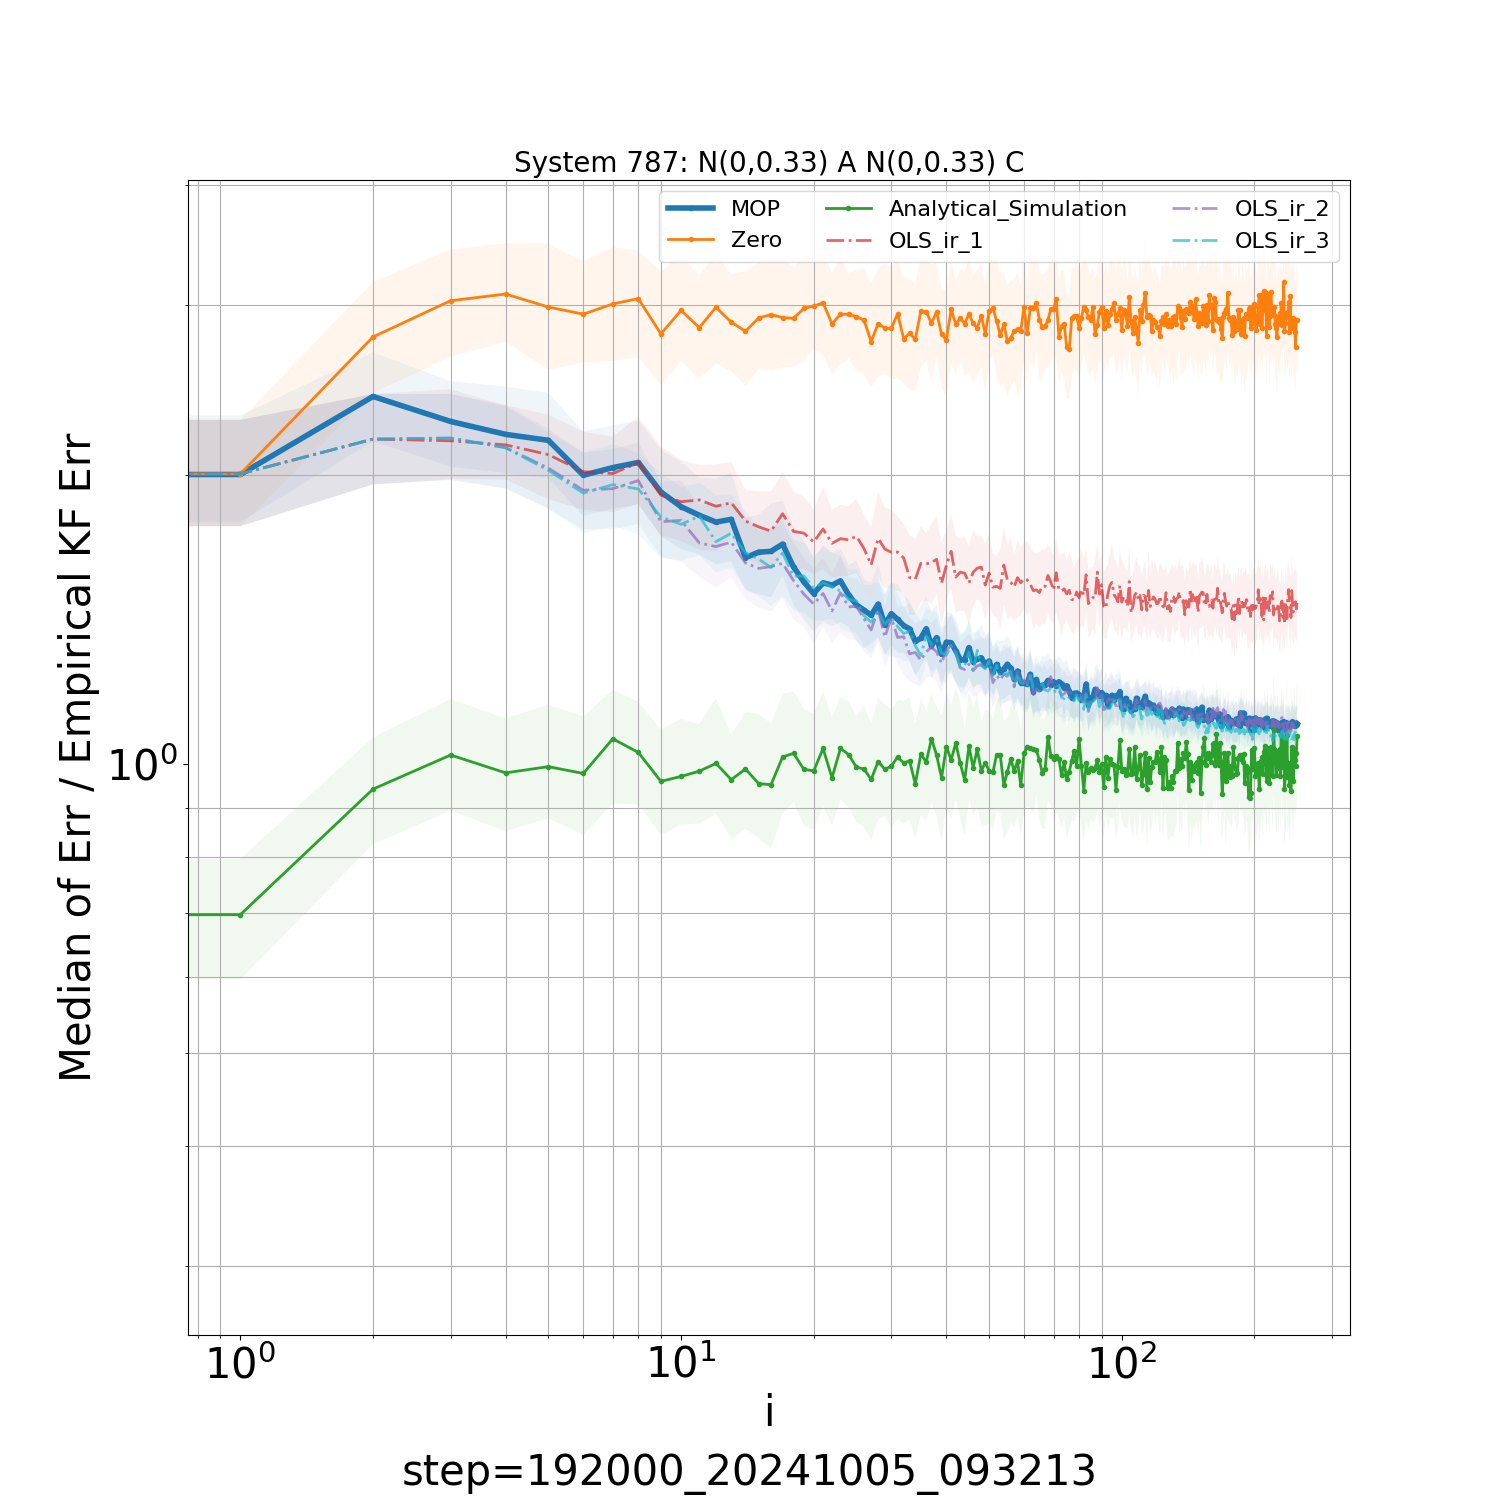 System 787: N(0,0.33) A N(0,0.33) C
MOP
Zero
Analytical_Simulation
OLS_ir_1
OLS_ir_2
OLS_ir_3
Median of Err / Empirical KF Err
10⁰
10⁰
10¹
10²
i
step=192000_20241005_093213